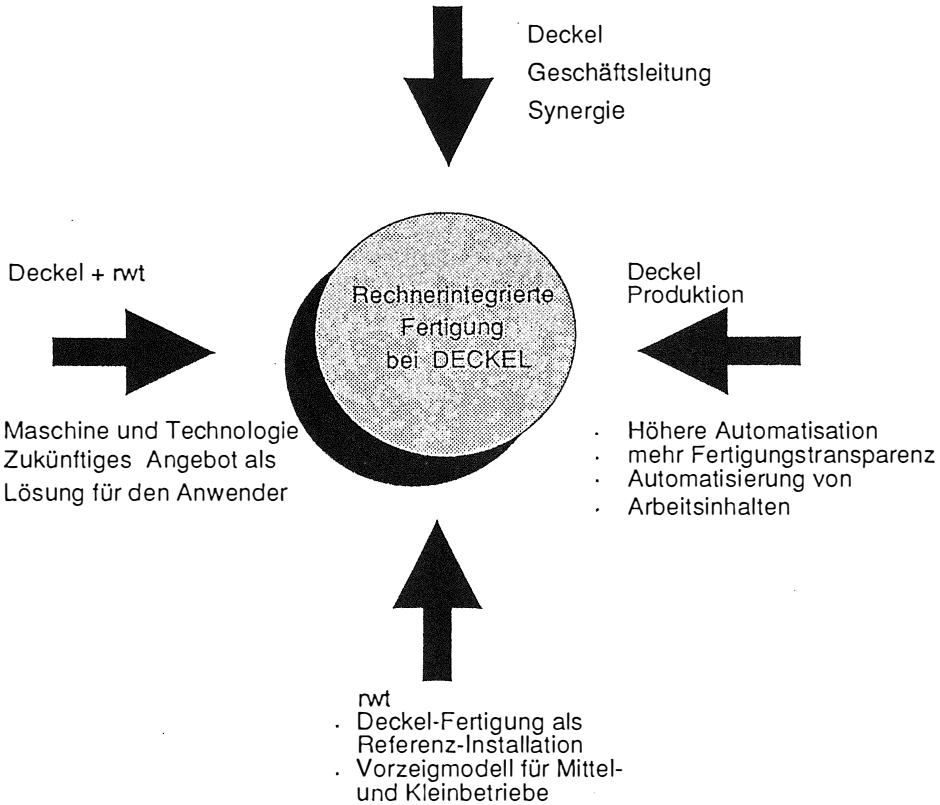 Deckel
Geschäftsleitung
Synergie
Deckel + rwt
Rechnerintegrierte
Fertigung
bei DECKEL
Deckel
Produktion
Maschine und Technologie
Zukünftiges Angebot als
Lösung für den Anwender
· Höhere Automatisation
· mehr Fertigungstransparenz
· Automatisierung von
· Arbeitsinhalten
rwt
· Deckel-Fertigung als
Referenz-Installation
· Vorzeigmodell für Mittel-
und Kleinbetriebe